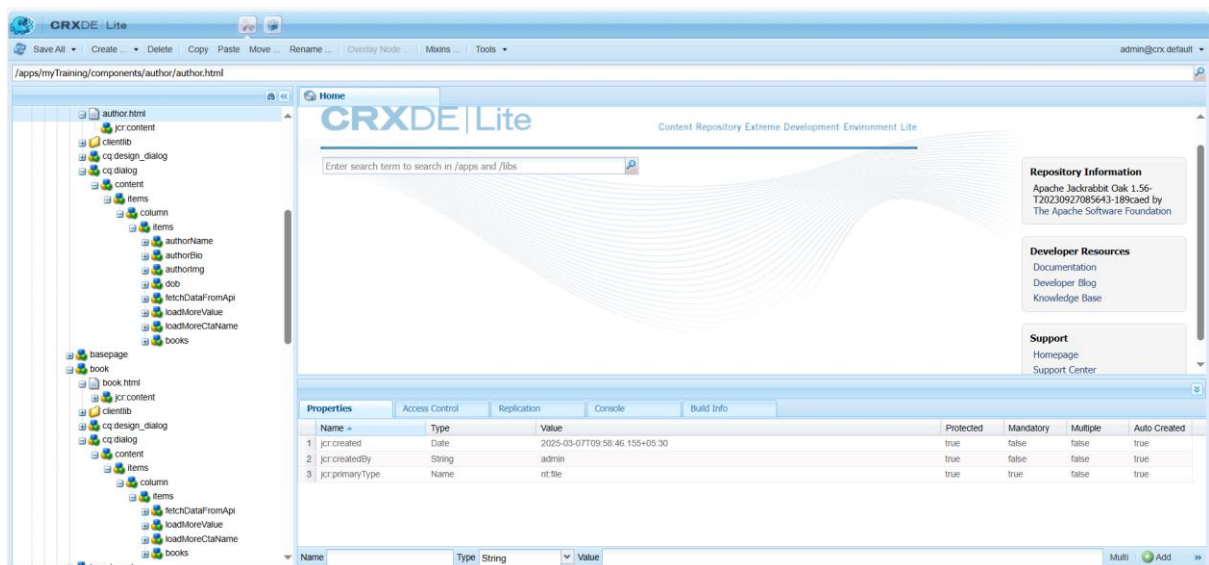 CRXDE Lite
Save All Create ... Delete Copy Paste Move ... Rename ... Overlay Node ... Mixins ... Tools admin@crx.default
/apps/myTraining/components/author/author.html
Home
author.html
jcr:content
clientlib
cq:design_dialog
cq:dialog
content
items
column
items
authorName
authorBio
authorImg
dob
fetchDataFromApi
loadMoreValue
loadMoreCtaName
books
basepage
book
book.html
jcr:content
clientlib
cq:design_dialog
cq:dialog
content
items
column
items
fetchDataFromApi
loadMoreValue
loadMoreCtaName
books
CRXDE | Lite
Content Repository Extreme Development Environment Lite
Enter search term to search in /apps and /libs
Repository Information
Apache Jackrabbit Oak 1.56-
T20230927085643-189caed by
The Apache Software Foundation
Developer Resources
Documentation
Developer Blog
Knowledge Base
Support
Homepage
Support Center
Properties Access Control Replication Console Build Info
Name Type Value Protected Mandatory Multiple Auto Created
1 jcr:created Date 2025-03-07T09:58:46.155+05:30 true false false true
2 jcr:createdBy String admin true false false true
3 jcr:primaryType Name nt:file true true false true
Name Type String Value Multi Add